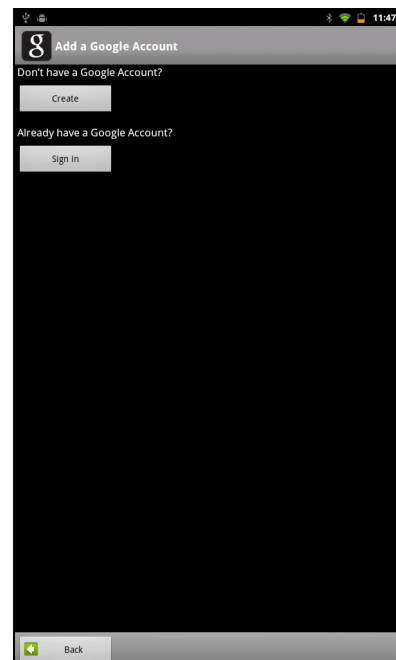 11:47
g Add a Google Account
Don't have a Google Account?
Create
Already have a Google Account?
Sign in
Back